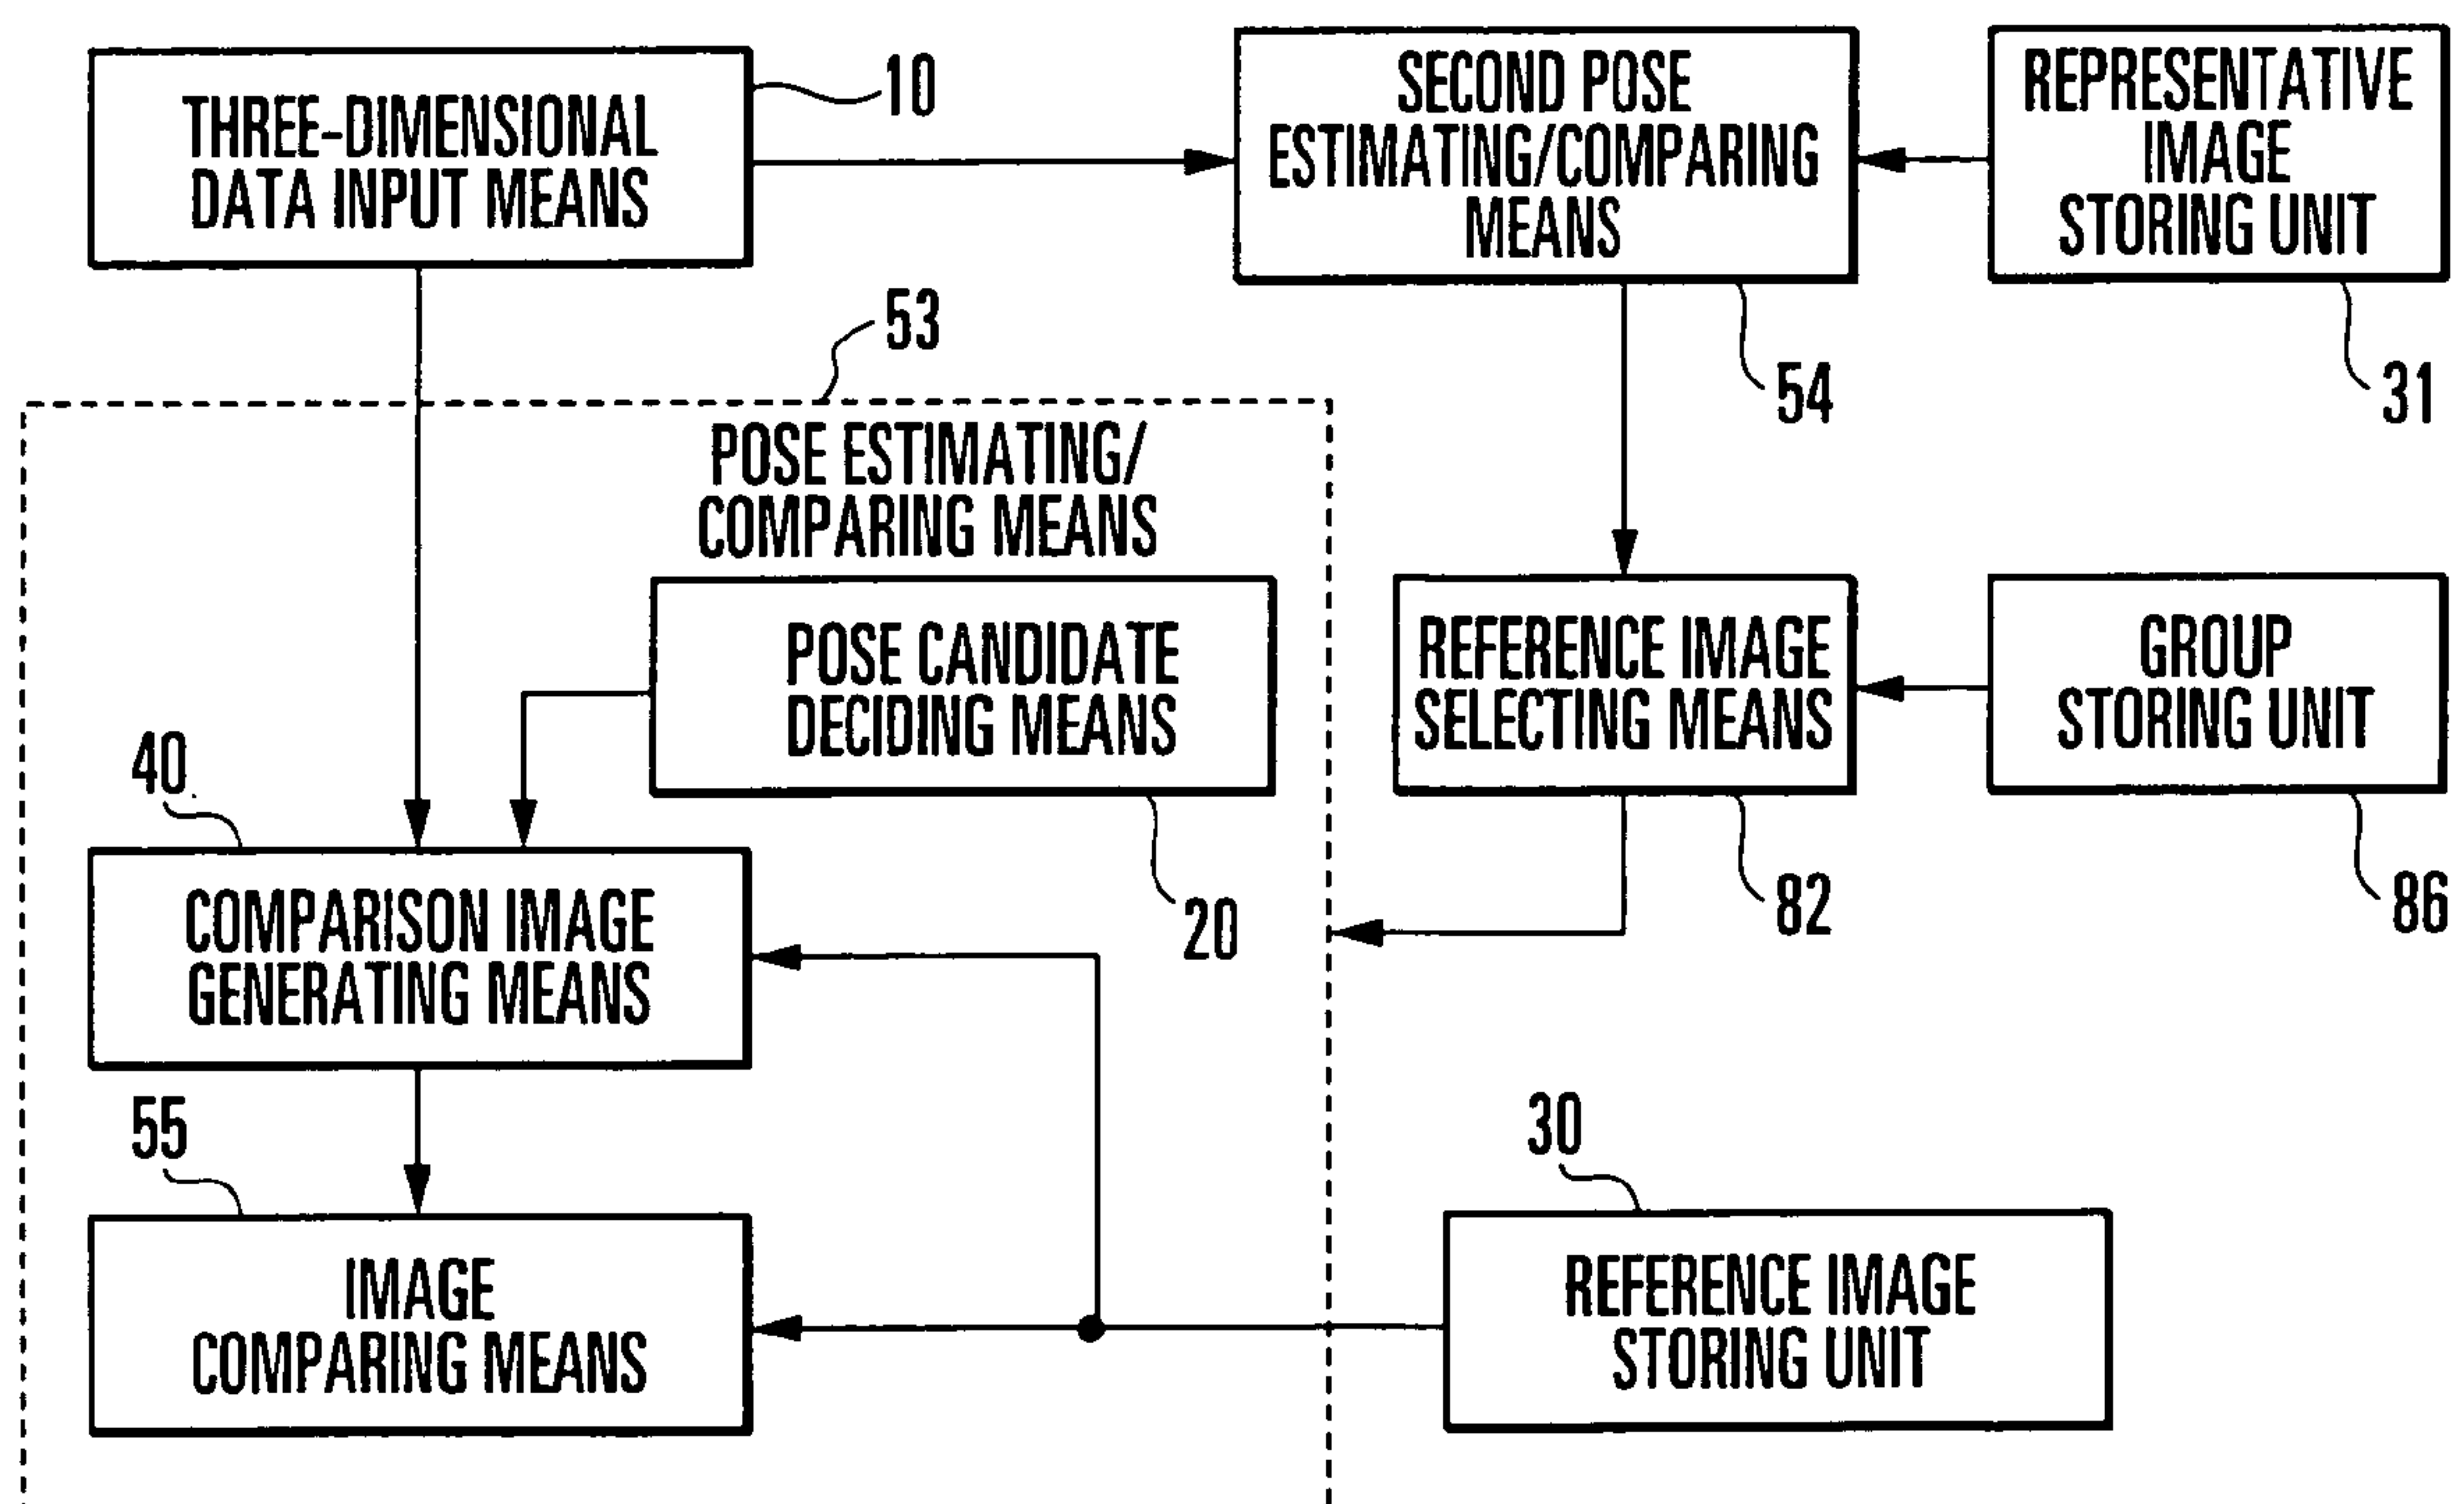 THREE-DIMENSIONAL
DATA INPUT MEANS
10
SECOND POSE
ESTIMATING/COMPARING
MEANS
54
REPRESENTATIVE
IMAGE
STORING UNIT
31
53
POSE ESTIMATING/
COMPARING MEANS
POSE CANDIDATE
DECIDING MEANS
20
REFERENCE IMAGE
SELECTING MEANS
82
GROUP
STORING UNIT
86
40
COMPARISON IMAGE
GENERATING MEANS
55
IMAGE
COMPARING MEANS
30
REFERENCE IMAGE
STORING UNIT